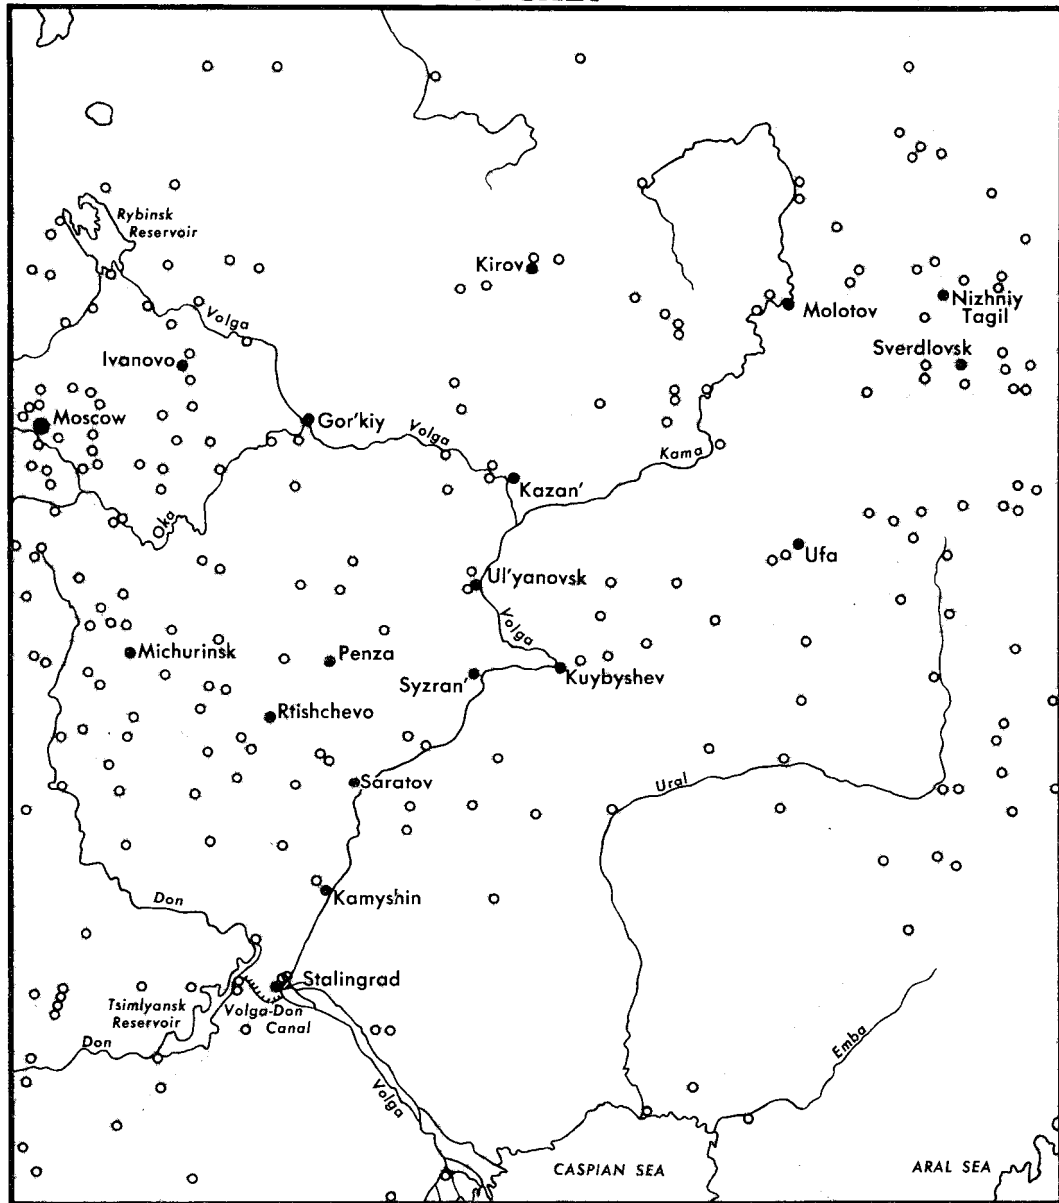 Rybinsk
Reservoir
Volga
Kirov
Molotov
Nizhniy
Tagil
Sverdlovsk
Ivanovo
Moscow
Gor'kiy
Volga
Kama
Kazan'
Oka
Ufa
Ul'yanovsk
Volga
Michurinsk
Penza
Syzran'
Kuybyshev
Rtishchevo
Saratov
Ural
Don
Kamyshin
Stalingrad
Tsimlyansk
Reservoir
Volga-Don
Canal
Don
Emba
Volga
CASPIAN SEA
ARAL SEA